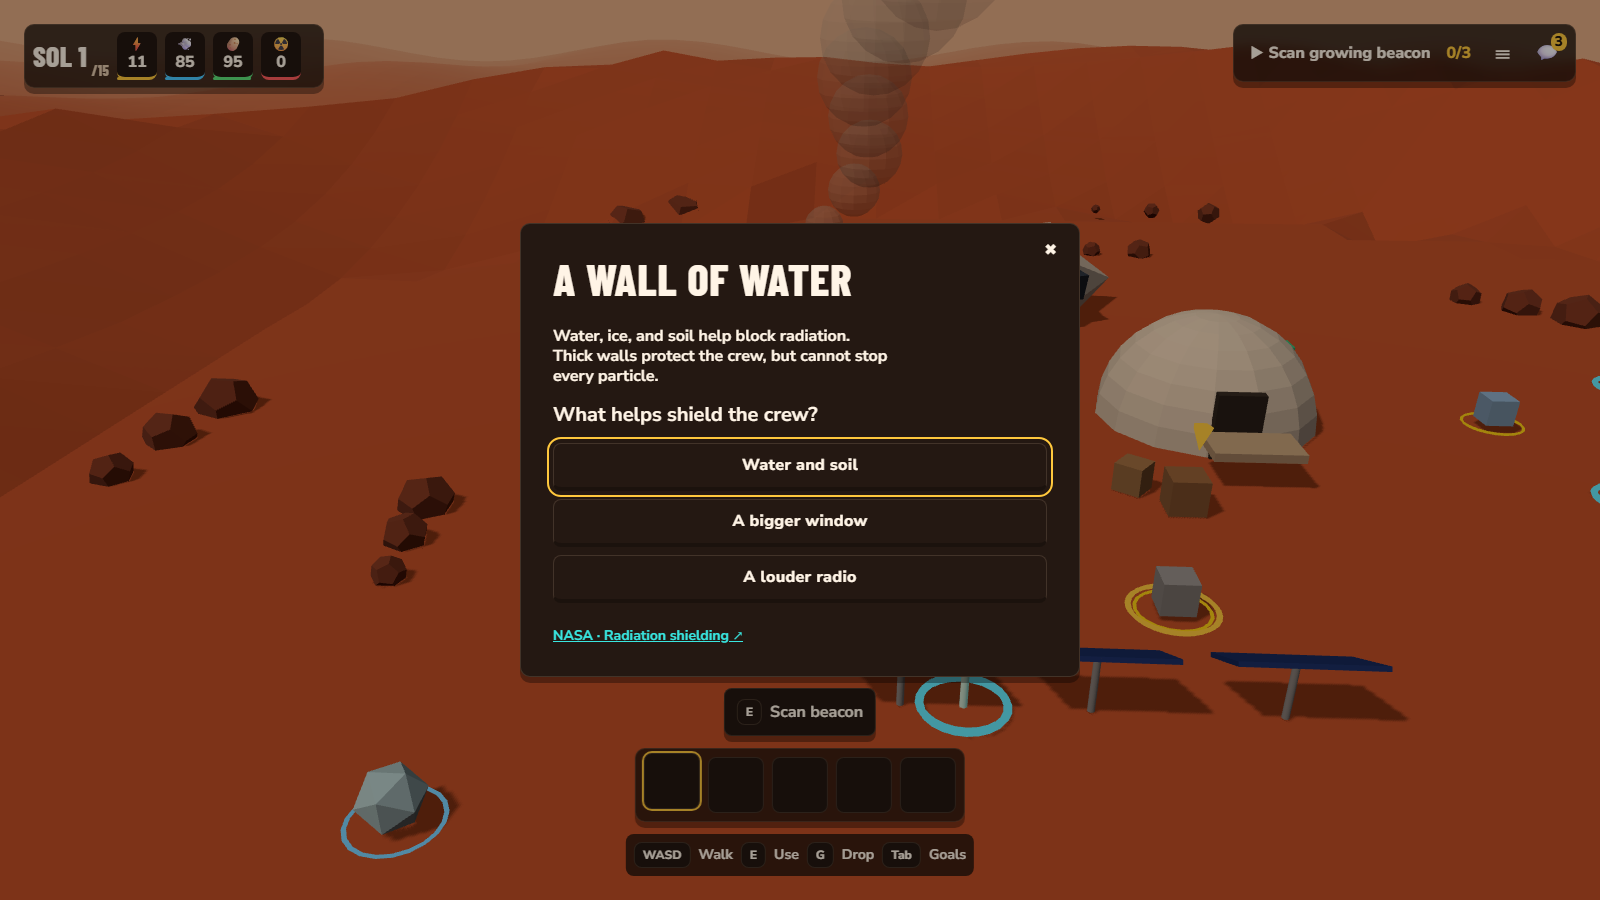 SOL 1 /15
11 85 95 0
Scan growing beacon 0/3
3
A WALL OF WATER
Water, ice, and soil help block radiation.
Thick walls protect the crew, but cannot stop
every particle.
What helps shield the crew?
Water and soil
A bigger window
A louder radio
NASA · Radiation shielding ↗
E Scan beacon
WASD Walk E Use G Drop Tab Goals